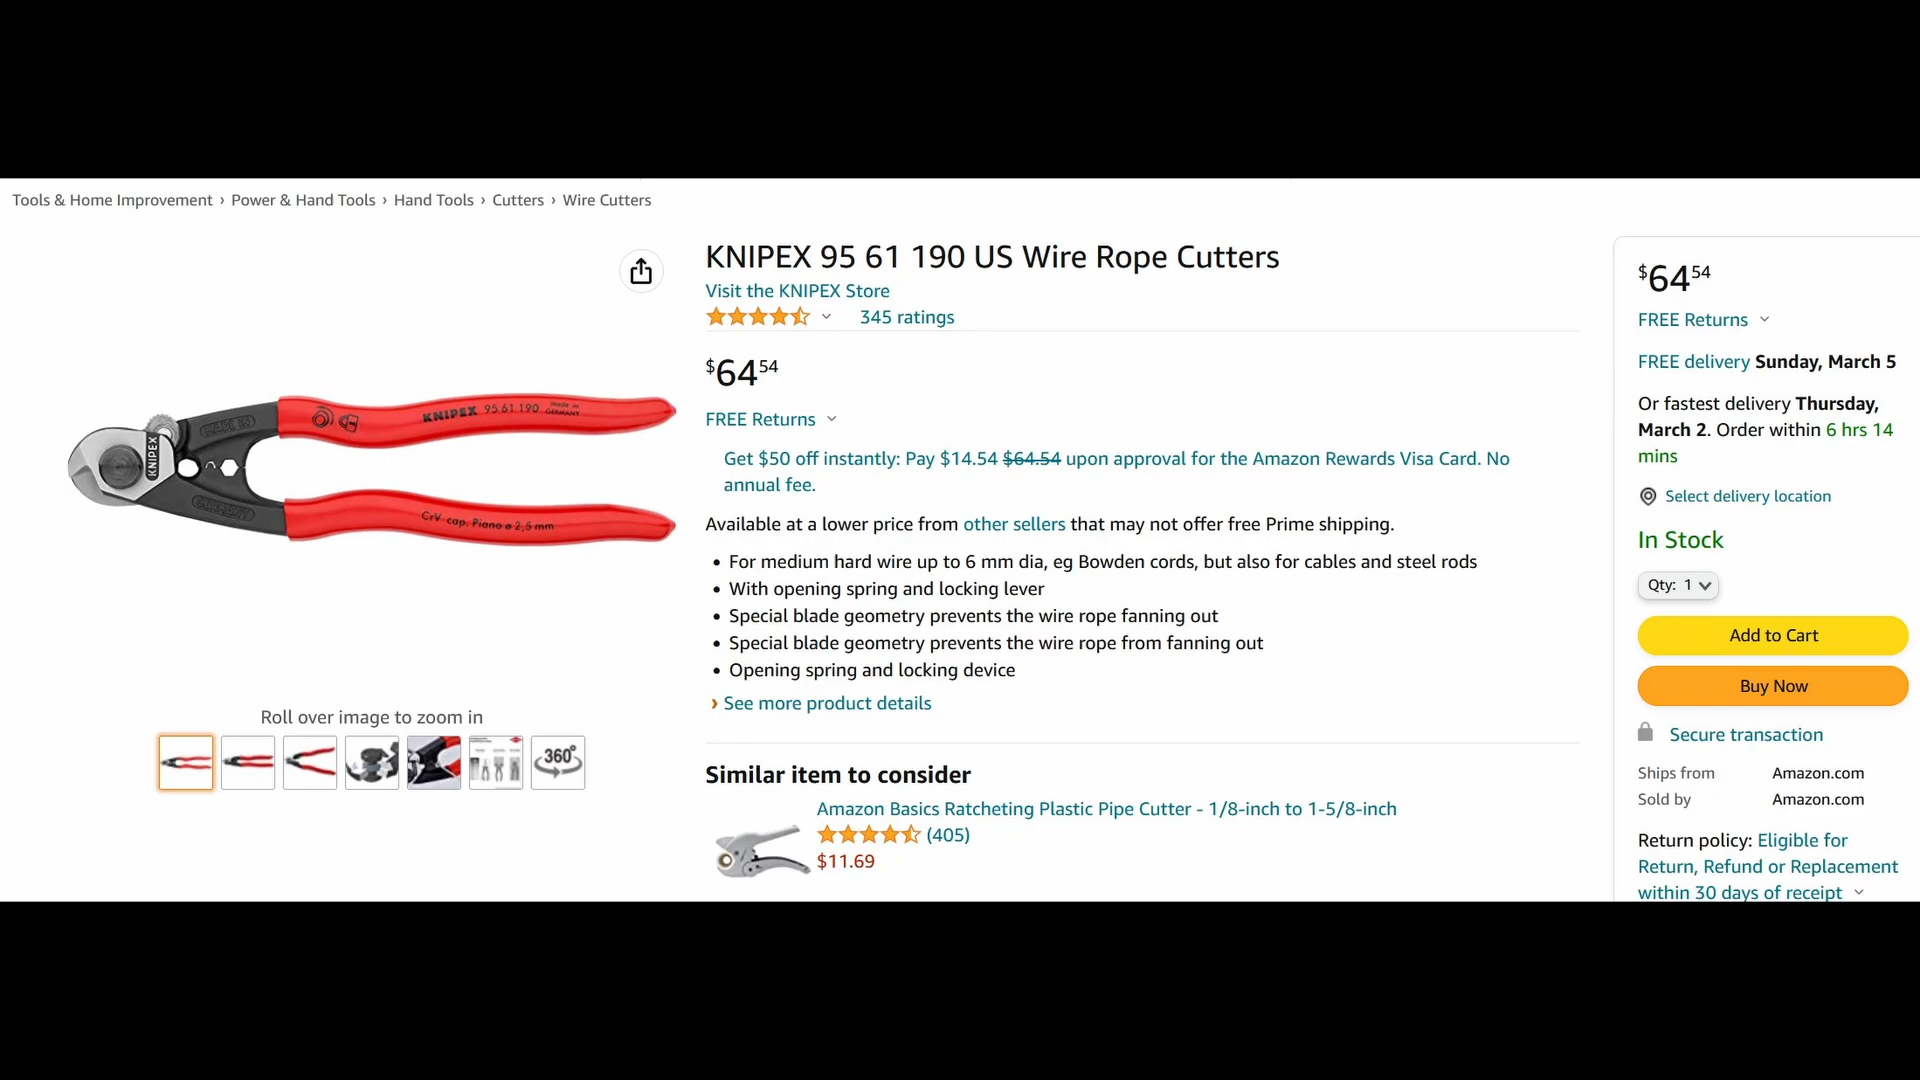 Tools & Home Improvement › Power & Hand Tools › Hand Tools › Cutters › Wire Cutters
KNIPEX 95 61 190 Made in GERMANY
KNIPEX
CrV cap. Piano ø 2,5 mm
Roll over image to zoom in
360°
KNIPEX 95 61 190 US Wire Rope Cutters
Visit the KNIPEX Store
345 ratings
$64 54
FREE Returns
Get $50 off instantly: Pay $14.54 $64.54 upon approval for the Amazon Rewards Visa Card. No
annual fee.
Available at a lower price from other sellers that may not offer free Prime shipping.
• For medium hard wire up to 6 mm dia, eg Bowden cords, but also for cables and steel rods
• With opening spring and locking lever
• Special blade geometry prevents the wire rope fanning out
• Special blade geometry prevents the wire rope from fanning out
• Opening spring and locking device
› See more product details
Similar item to consider
Amazon Basics Ratcheting Plastic Pipe Cutter - 1/8-inch to 1-5/8-inch
(405)
$11.69
$64 54
FREE Returns
FREE delivery Sunday, March 5
Or fastest delivery Thursday,
March 2. Order within 6 hrs 14
mins
Select delivery location
In Stock
Qty: 1
Add to Cart
Buy Now
Secure transaction
Ships from Amazon.com
Sold by Amazon.com
Return policy: Eligible for
Return, Refund or Replacement
within 30 days of receipt